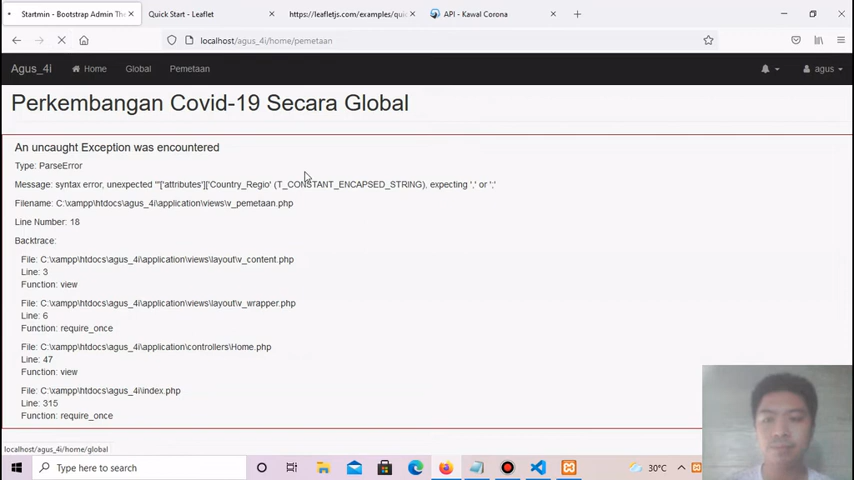 Startmin - Bootstrap Admin The
Quick Start - Leaflet
https://leafletjs.com/examples/quic
API - Kawal Corona
localhost/agus_4i/home/pemetaan
Agus_4i
Home
Global
Pemetaan
agus
Perkembangan Covid-19 Secara Global
An uncaught Exception was encountered
Type: ParseError
Message: syntax error, unexpected ''"['attributes']['Country_Regio' (T_CONSTANT_ENCAPSED_STRING), expecting ',' or ';'
Filename: C:\xampp\htdocs\agus_4i\application\views\v_pemetaan.php
Line Number: 18
Backtrace:
File: C:\xampp\htdocs\agus_4i\application\views\layout\v_content.php
Line: 3
Function: view
File: C:\xampp\htdocs\agus_4i\application\views\layout\v_wrapper.php
Line: 6
Function: require_once
File: C:\xampp\htdocs\agus_4i\application\controllers\Home.php
Line: 47
Function: view
File: C:\xampp\htdocs\agus_4i\index.php
Line: 315
Function: require_once
localhost/agus_4i/home/global
Type here to search
30°C